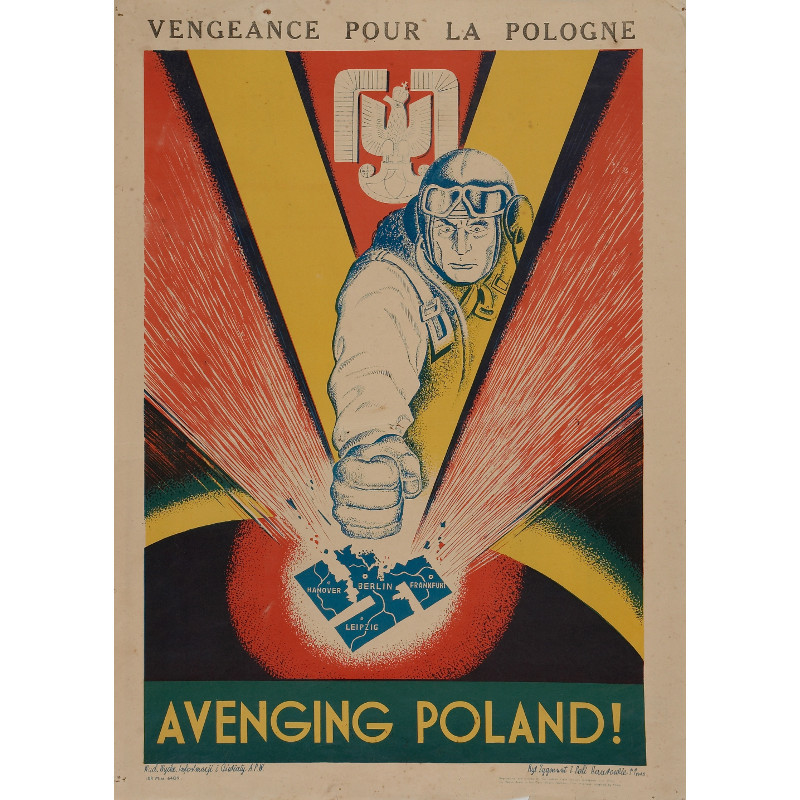 VENGEANCE POUR LA POLOGNE
HANOVER
BERLIN
FRANKFURT
LEIPZIG
AVENGING POLAND!